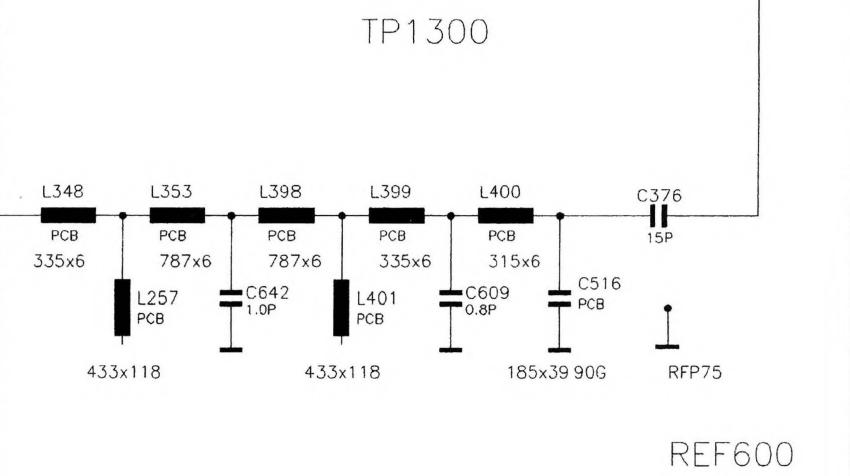 TP1300
L348 L353 L398 L399 L400 C376
PCB PCB PCB PCB PCB 15P
335x6 787x6 787x6 335x6 315x6
L257 C642 L401 C609 C516
PCB 1.0P PCB 0.8P PCB
433x118 433x118 185x39 90G RFP75
REF600